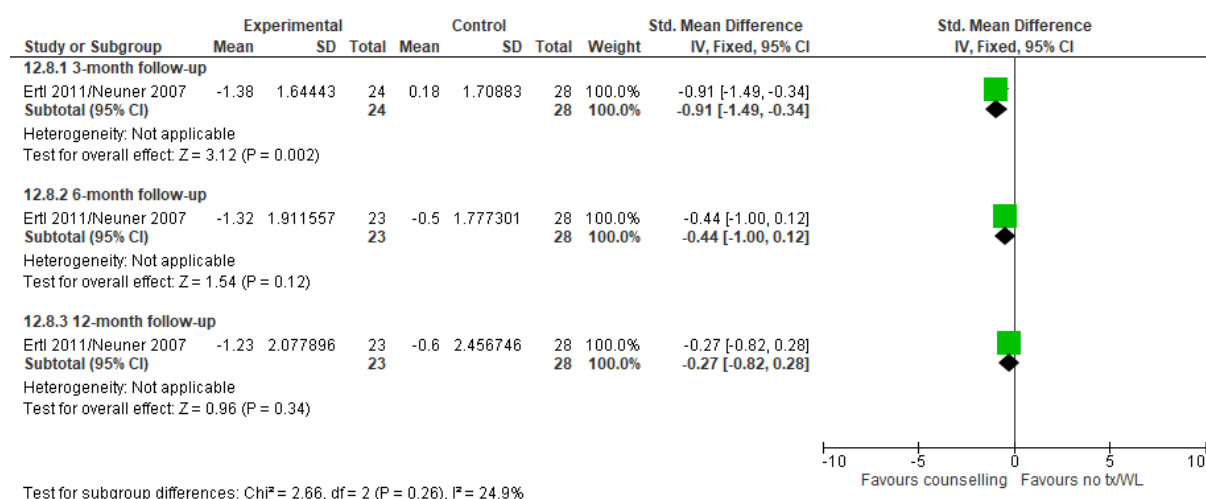 Experimental Control Std. Mean Difference Std. Mean Difference
Study or Subgroup Mean SD Total Mean SD Total Weight IV, Fixed, 95% CI IV, Fixed, 95% CI
12.8.1 3-month follow-up
Ertl 2011/Neuner 2007 -1.38 1.64443 24 0.18 1.70883 28 100.0% -0.91 [-1.49, -0.34]
Subtotal (95% CI) 24 28 100.0% -0.91 [-1.49, -0.34]
Heterogeneity: Not applicable
Test for overall effect: Z = 3.12 (P = 0.002)
12.8.2 6-month follow-up
Ertl 2011/Neuner 2007 -1.32 1.911557 23 -0.5 1.777301 28 100.0% -0.44 [-1.00, 0.12]
Subtotal (95% CI) 23 28 100.0% -0.44 [-1.00, 0.12]
Heterogeneity: Not applicable
Test for overall effect: Z = 1.54 (P = 0.12)
12.8.3 12-month follow-up
Ertl 2011/Neuner 2007 -1.23 2.077896 23 -0.6 2.456746 28 100.0% -0.27 [-0.82, 0.28]
Subtotal (95% CI) 23 28 100.0% -0.27 [-0.82, 0.28]
Heterogeneity: Not applicable
Test for overall effect: Z = 0.96 (P = 0.34)
-10 -5 0 5 10
Favours counselling Favours no tx/WL
Test for subgroup differences: Chi² = 2.66, df = 2 (P = 0.26), I² = 24.9%